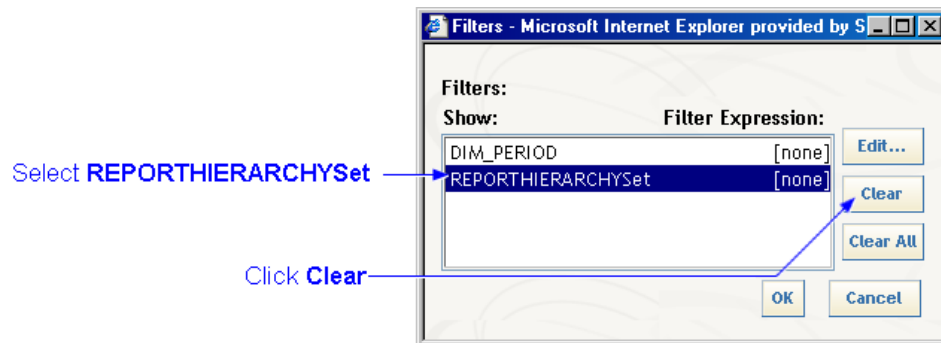 Filters - Microsoft Internet Explorer provided by S
Filters:
Show: Filter Expression:
DIM_PERIOD [none]
Edit...
Select REPORTHIERARCHYSet
REPORTHIERARCHYSet [none]
Clear
Clear All
Click Clear
OK Cancel